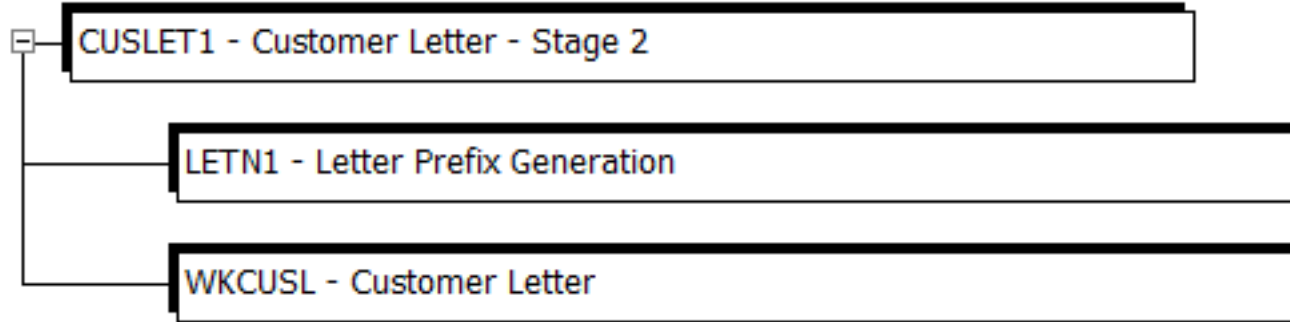 CUSLET1 - Customer Letter - Stage 2
LETN1 - Letter Prefix Generation
WKCUSL - Customer Letter